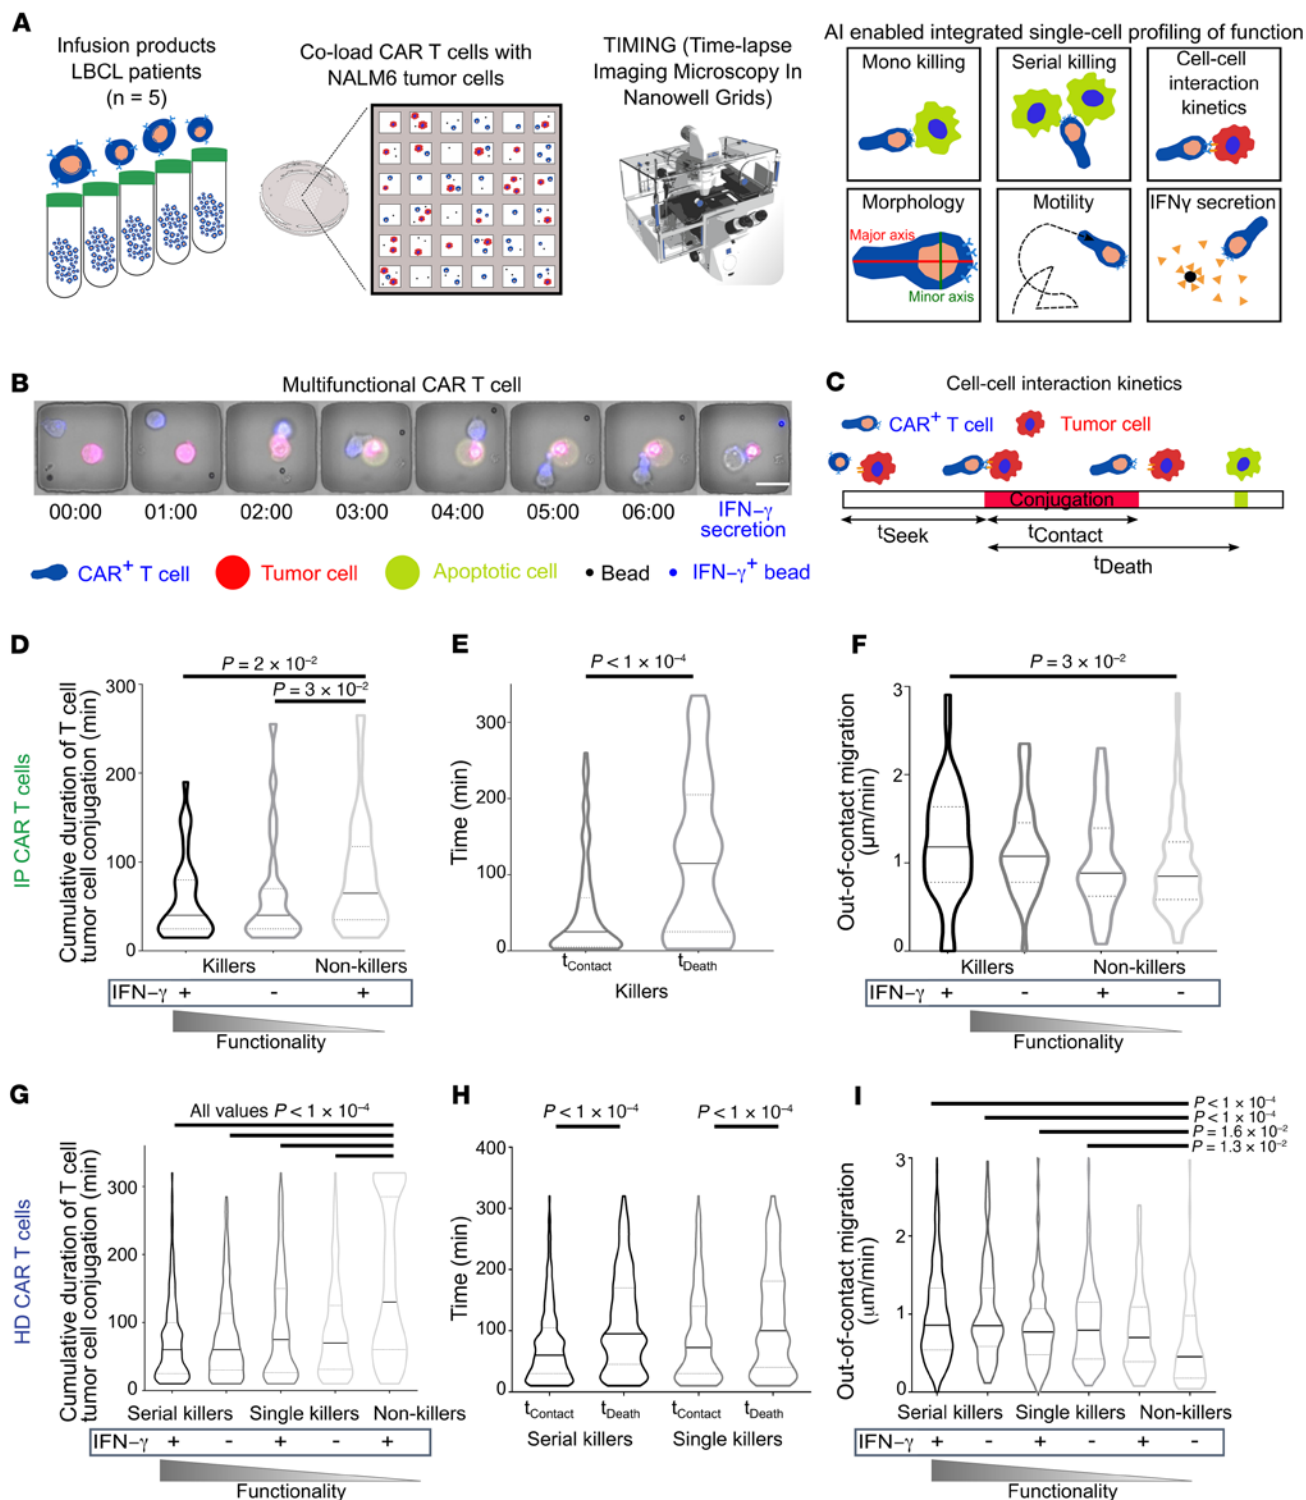 A
Infusion products
LBCL patients
(n = 5)
Co-load CAR T cells with
NALM6 tumor cells
TIMING (Time-lapse
Imaging Microscopy In
Nanowell Grids)
AI enabled integrated single-cell profiling of function
Mono killing
Serial killing
Cell-cell
interaction
kinetics
Morphology
Major axis
Minor axis
Motility
IFNγ secretion
B
Multifunctional CAR T cell
00:00 01:00 02:00 03:00 04:00 05:00 06:00 IFN–γ
secretion
CAR+ T cell Tumor cell Apoptotic cell Bead IFN–γ+ bead
C
Cell-cell interaction kinetics
CAR+ T cell Tumor cell
Conjugation
tSeek tContact
tDeath
IP CAR T cells
D
P = 2 × 10–2
P = 3 × 10–2
Cumulative duration of T cell
tumor cell conjugation (min)
300
200
100
0
Killers Non-killers
IFN–γ + - +
Functionality
E
P < 1 × 10–4
Time (min)
300
200
100
0
tContact tDeath
Killers
F
P = 3 × 10–2
Out-of-contact migration
(μm/min)
3
2
1
0
Killers Non-killers
IFN–γ + - + -
Functionality
HD CAR T cells
G
All values P < 1 × 10–4
Cumulative duration of T cell
tumor cell conjugation (min)
300
200
100
0
Serial killers Single killers Non-killers
IFN–γ + - + - +
Functionality
H
P < 1 × 10–4 P < 1 × 10–4
Time (min)
400
300
200
100
0
tContact tDeath tContact tDeath
Serial killers Single killers
I
P < 1 × 10–4
P < 1 × 10–4
P = 1.6 × 10–2
P = 1.3 × 10–2
Out-of-contact migration
(μm/min)
3
2
1
0
Serial killers Single killers Non-killers
IFN–γ + - + - + -
Functionality